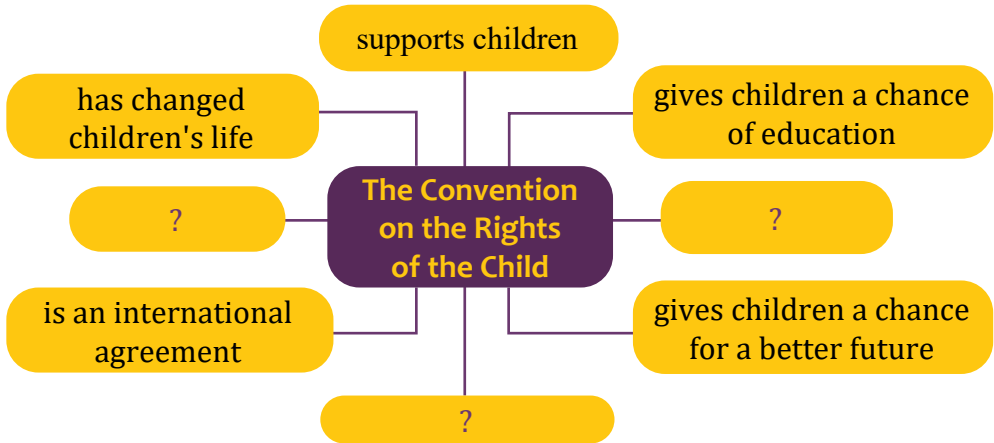 supports children
has changed
children's life
gives children a chance
of education
?
The Convention
on the Rights
of the Child
?
is an international
agreement
gives children a chance
for a better future
?